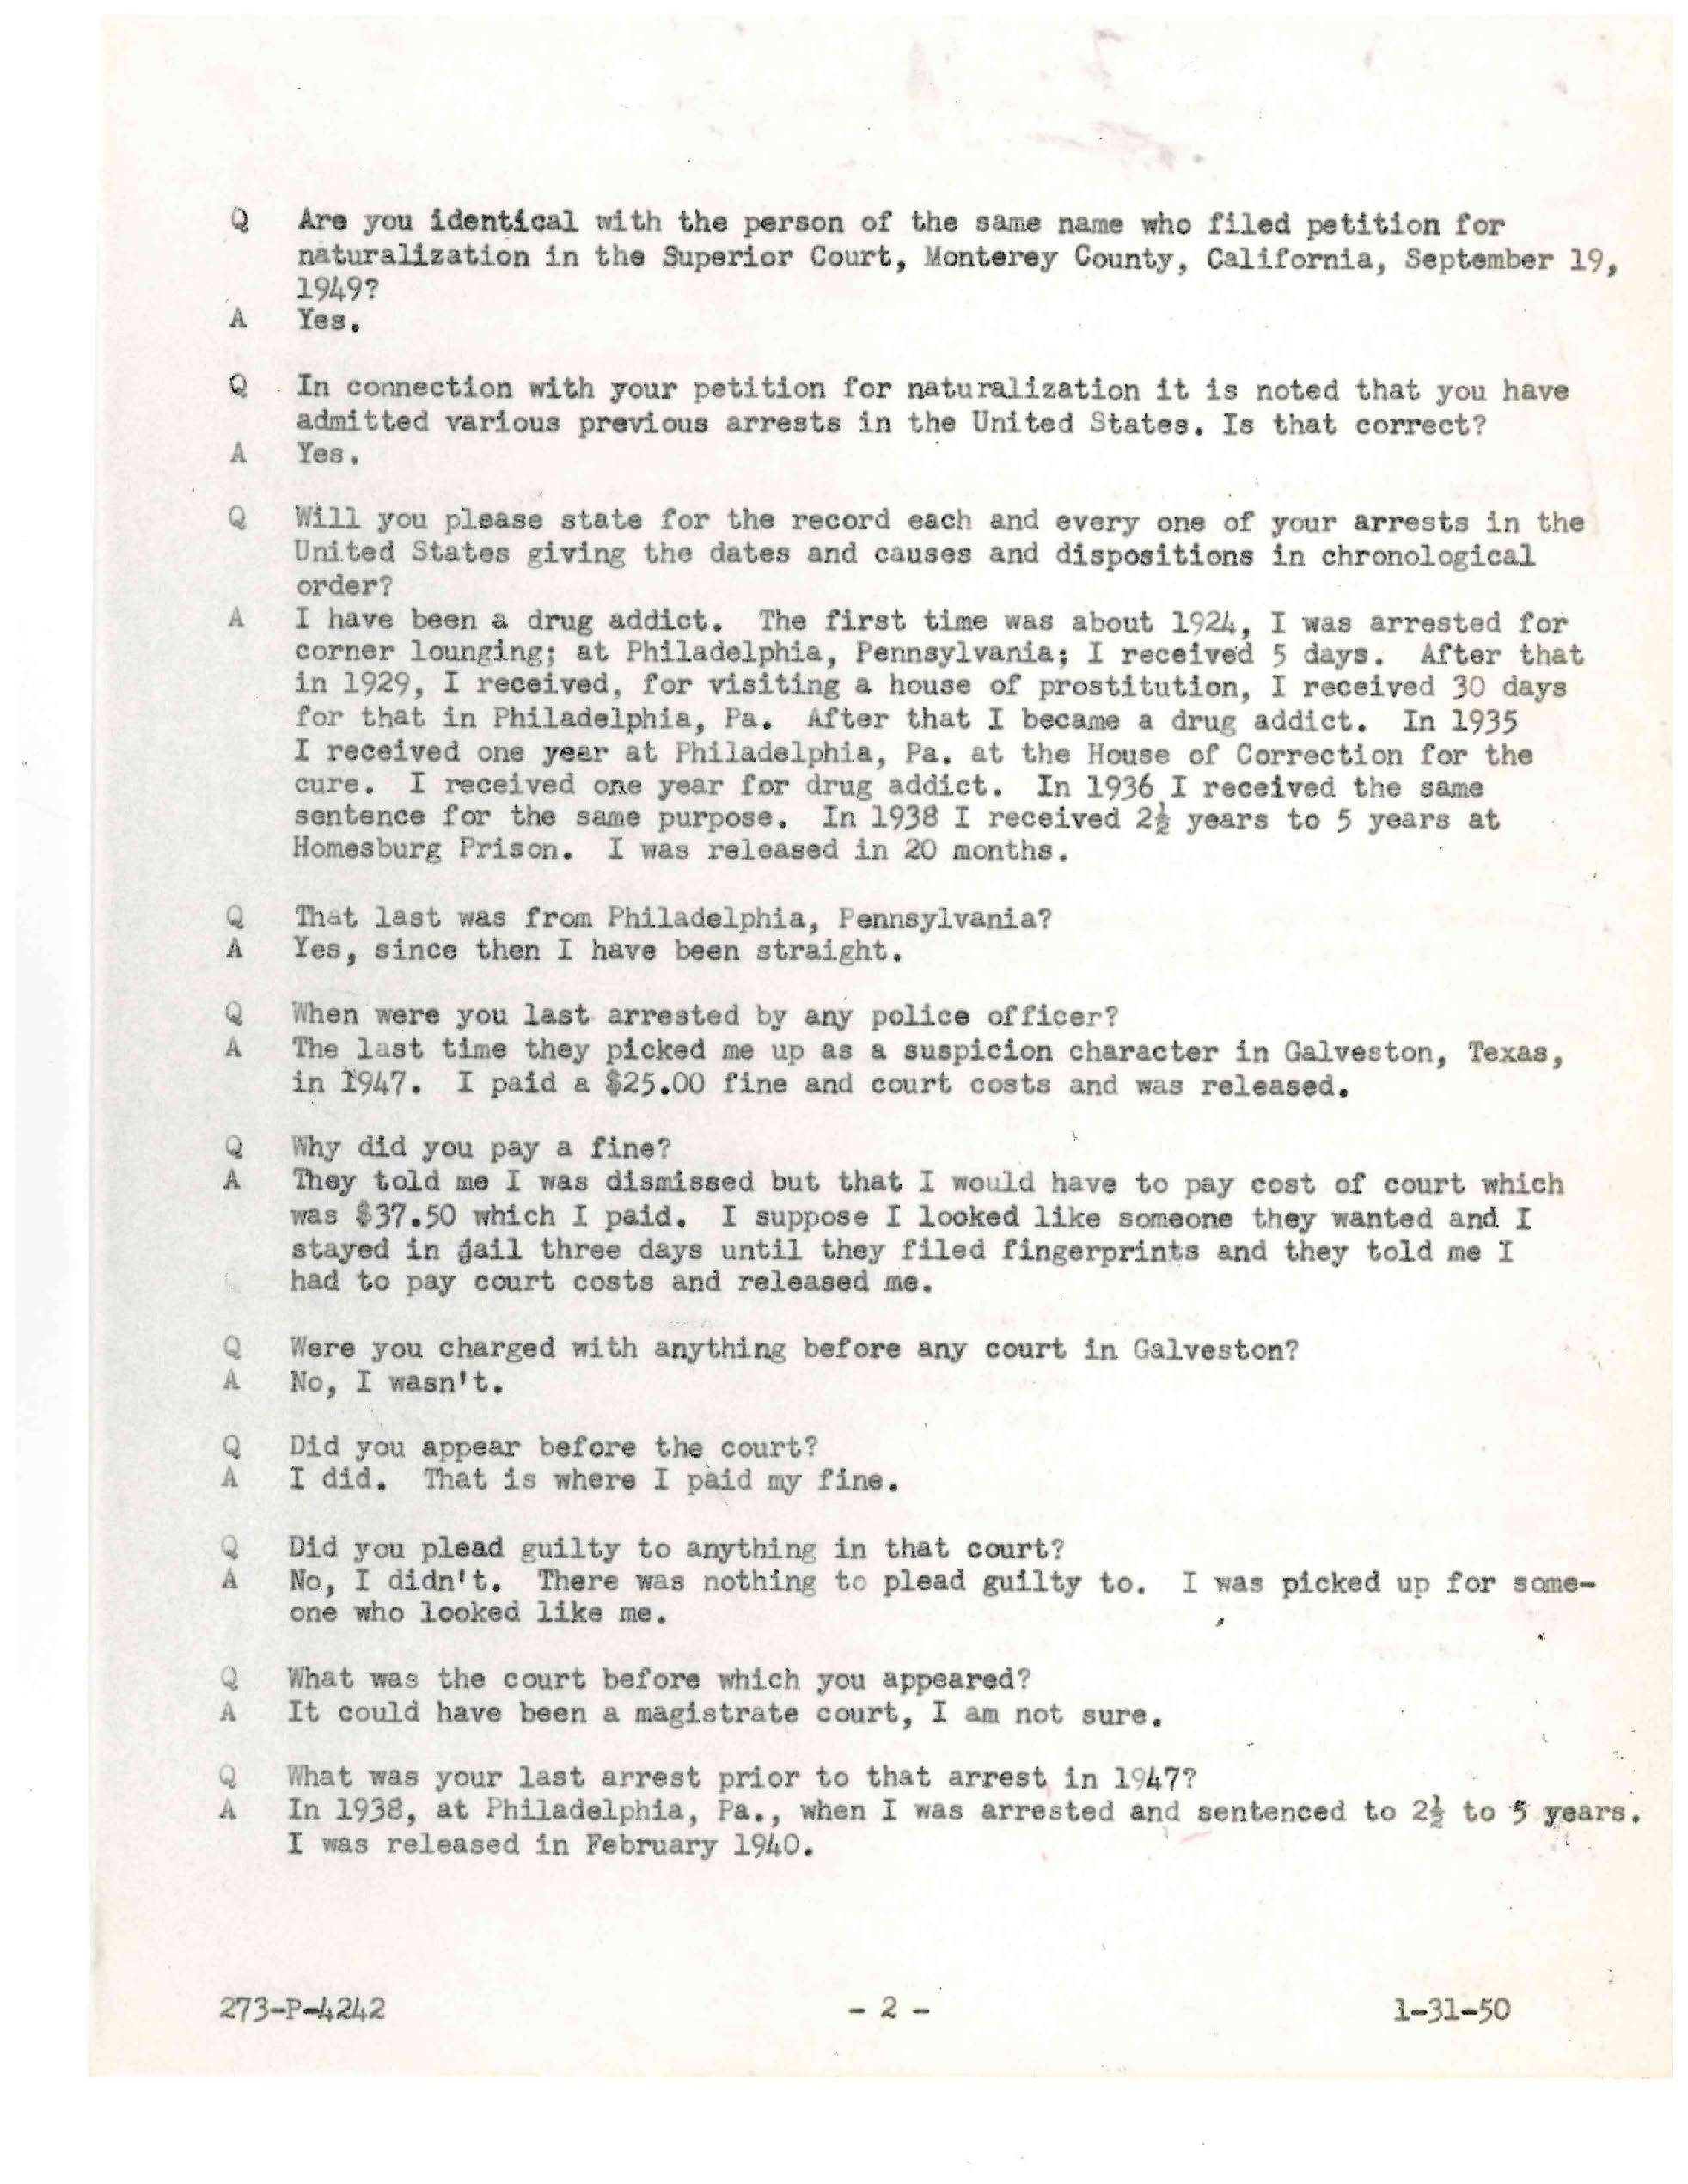 Q Are you identical with the person of the same name who filed petition for
naturalization in the Superior Court, Monterey County, California, September 19,
1949?
A Yes.
Q In connection with your petition for naturalization it is noted that you have
admitted various previous arrests in the United States. Is that correct?
A Yes.
Q Will you please state for the record each and every one of your arrests in the
United States giving the dates and causes and dispositions in chronological
order?
A I have been a drug addict. The first time was about 1924, I was arrested for
corner lounging; at Philadelphia, Pennsylvania; I received 5 days. After that
in 1929, I received, for visiting a house of prostitution, I received 30 days
for that in Philadelphia, Pa. After that I became a drug addict. In 1935
I received one year at Philadelphia, Pa. at the House of Correction for the
cure. I received one year for drug addict. In 1936 I received the same
sentence for the same purpose. In 1938 I received 2½ years to 5 years at
Homesburg Prison. I was released in 20 months.
Q That last was from Philadelphia, Pennsylvania?
A Yes, since then I have been straight.
Q When were you last arrested by any police officer?
A The last time they picked me up as a suspicion character in Galveston, Texas,
in 1947. I paid a $25.00 fine and court costs and was released.
Q Why did you pay a fine?
A They told me I was dismissed but that I would have to pay cost of court which
was $37.50 which I paid. I suppose I looked like someone they wanted and I
stayed in jail three days until they filed fingerprints and they told me I
had to pay court costs and released me.
Q Were you charged with anything before any court in Galveston?
A No, I wasn't.
Q Did you appear before the court?
A I did. That is where I paid my fine.
Q Did you plead guilty to anything in that court?
A No, I didn't. There was nothing to plead guilty to. I was picked up for some-
one who looked like me.
Q What was the court before which you appeared?
A It could have been a magistrate court, I am not sure.
Q What was your last arrest prior to that arrest in 1947?
A In 1938, at Philadelphia, Pa., when I was arrested and sentenced to 2½ to 5 years.
I was released in February 1940.
273-P-4242 - 2 - 1-31-50